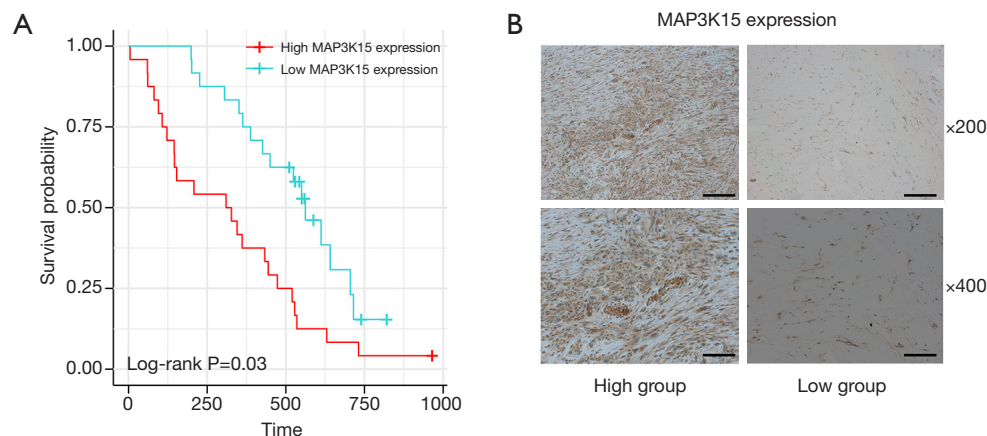 A
1.00
0.75
0.50
0.25
0.00
Survival probability
High MAP3K15 expression
Low MAP3K15 expression
Log-rank P=0.03
0 250 500 750 1000
Time
B
MAP3K15 expression
×200
×400
High group Low group